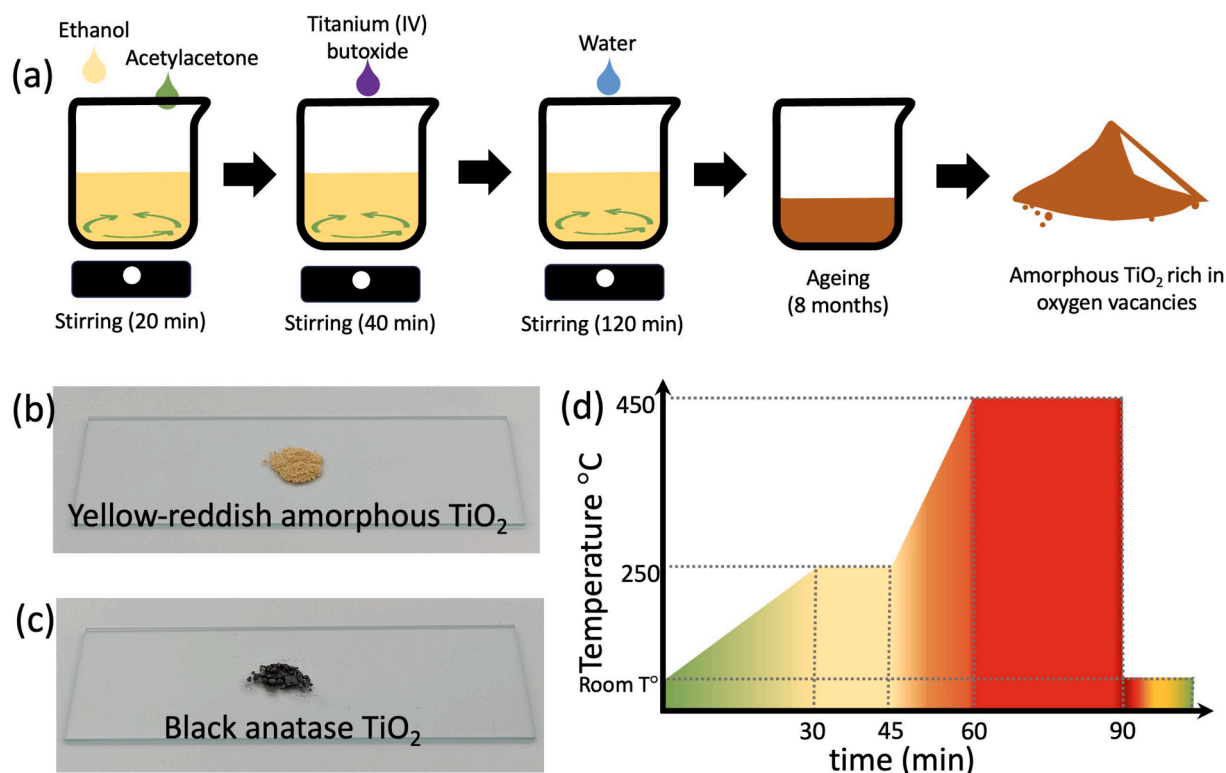 (a)
Ethanol
Acetylacetone
Titanium (IV)
butoxide
Water
Stirring (20 min)
Stirring (40 min)
Stirring (120 min)
Ageing
(8 months)
Amorphous TiO₂ rich in
oxygen vacancies
(b)
Yellow-reddish amorphous TiO₂
(c)
Black anatase TiO₂
(d)
Temperature °C
450
250
Room T°
30
45
60
90
time (min)